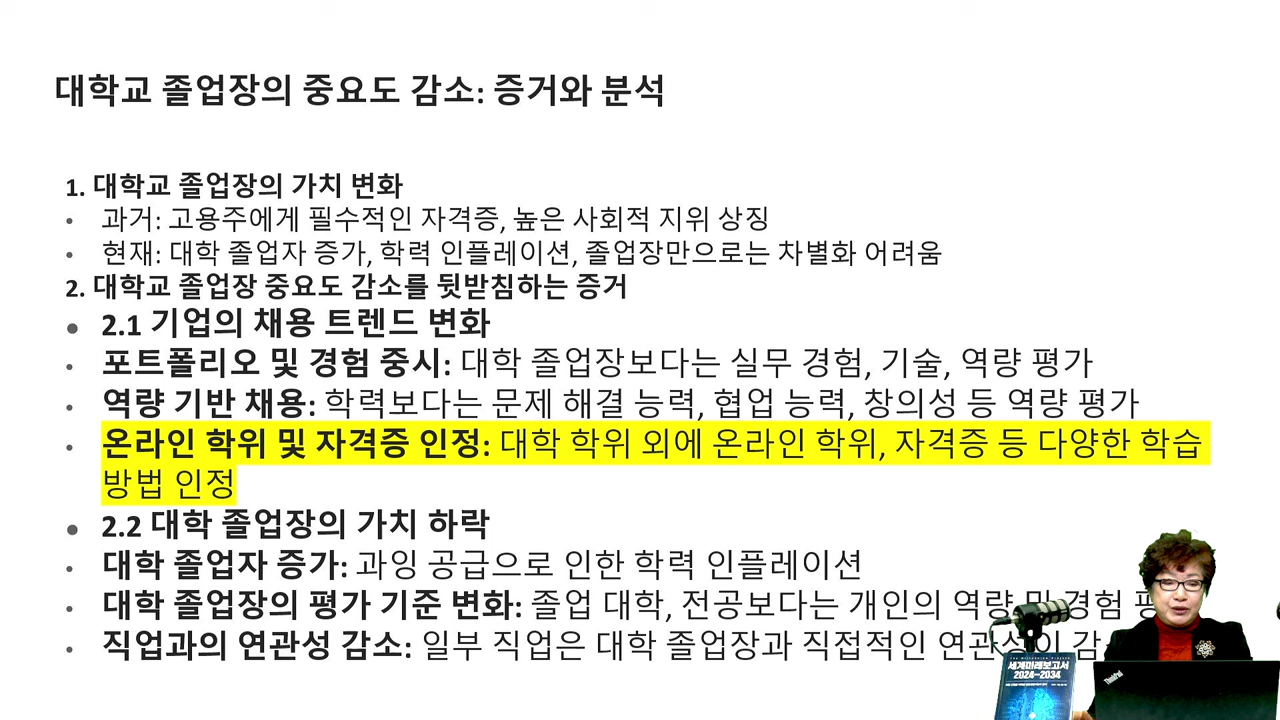 대학교 졸업장의 중요도 감소: 증거와 분석
1. 대학교 졸업장의 가치 변화
• 과거: 고용주에게 필수적인 자격증, 높은 사회적 지위 상징
• 현재: 대학 졸업자 증가, 학력 인플레이션, 졸업장만으로는 차별화 어려움
2. 대학교 졸업장 중요도 감소를 뒷받침하는 증거
• 2.1 기업의 채용 트렌드 변화
• 포트폴리오 및 경험 중시: 대학 졸업장보다는 실무 경험, 기술, 역량 평가
• 역량 기반 채용: 학력보다는 문제 해결 능력, 협업 능력, 창의성 등 역량 평가
• 온라인 학위 및 자격증 인정: 대학 학위 외에 온라인 학위, 자격증 등 다양한 학습
방법 인정
• 2.2 대학 졸업장의 가치 하락
• 대학 졸업자 증가: 과잉 공급으로 인한 학력 인플레이션
• 대학 졸업장의 평가 기준 변화: 졸업 대학, 전공보다는 개인의 역량 및 경험
• 직업과의 연관성 감소: 일부 직업은 대학 졸업장과 직접적인 연관성이
세계미래보고서
2024-2034
ThinkPad